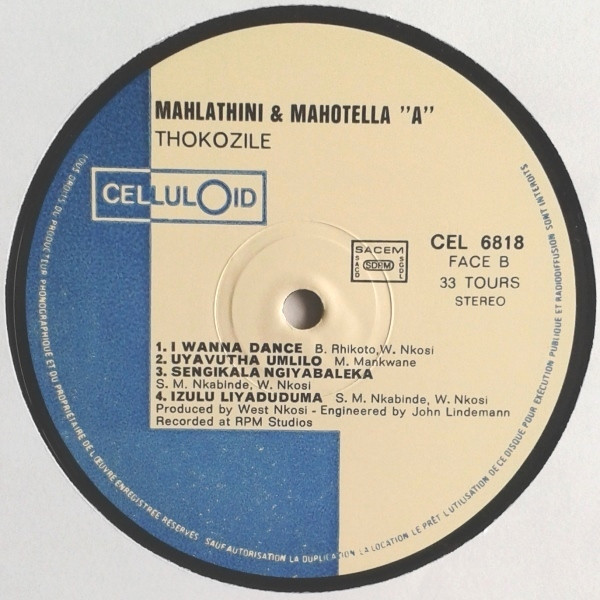 MAHLATHINI & MAHOTELLA "A"
THOKOZILE
CELLULOID
SACEM
SACD
SDRM
SGDL
CEL 6818
FACE B
33 TOURS
STEREO
1. I WANNA DANCE B. Rhikoto, W. Nkosi
2. UYAVUTHA UMLILO M. Mankwane
3. SENGIKALA NGIYABALEKA
S. M. Nkabinde, W. Nkosi
4. IZULU LIYADUDUMA S. M. Nkabinde, W. Nkosi
Produced by West Nkosi - Engineered by John Lindemann
Recorded at RPM Studios
TOUS DROITS DU PRODUCTEUR PHONOGRAPHIQUE ET DU PROPRIÉTAIRE DE L'ŒUVRE ENREGISTRÉE RÉSERVÉS SAUF AUTORISATION LA DUPLICATION, LA LOCATION LE PRÊT L'UTILISATION DE CE DISQUE POUR EXÉCUTION PUBLIQUE ET RADIODIFFUSION SONT INTERDITS